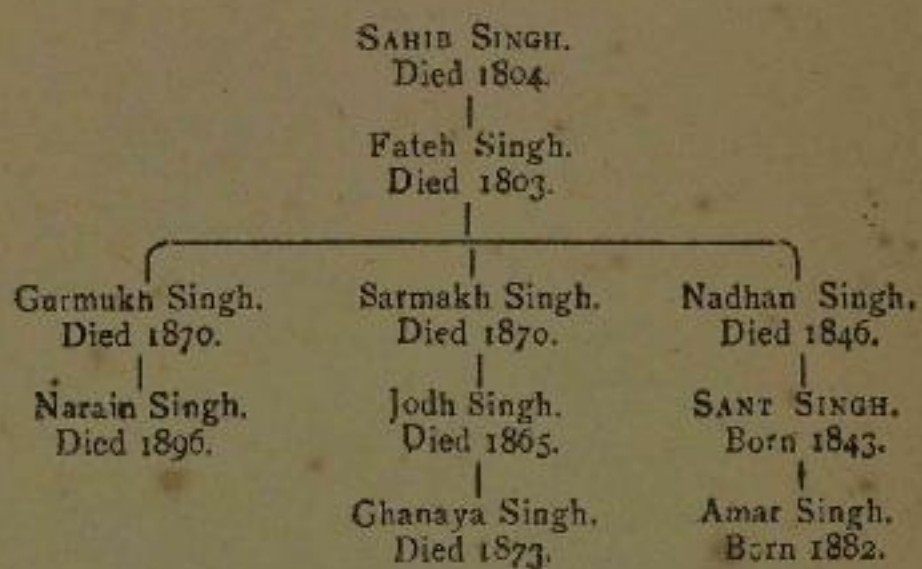 SAHIB SINGH.
Died 1804.
Fateh Singh.
Died 1803.
Gurmukh Singh. Sarmakh Singh. Nadhan Singh.
Died 1870. Died 1870. Died 1846.
Narain Singh. Jodh Singh. SANT SINGH.
Died 1896. Died 1865. Born 1843.
Ghanaya Singh. Amar Singh.
Died 1873. Born 1882.